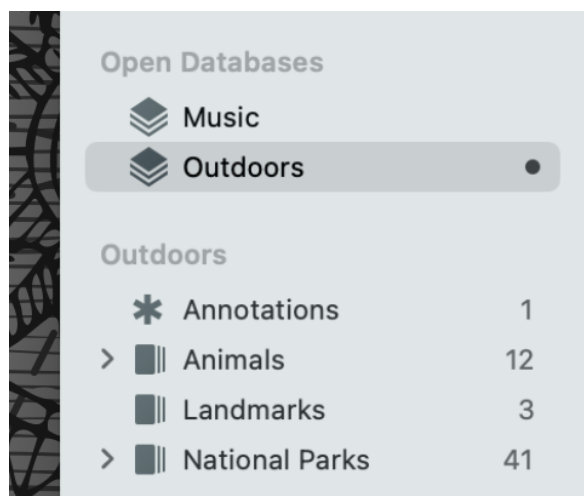 Open Databases
Music
Outdoors
Outdoors
Annotations 1
Animals 12
Landmarks 3
National Parks 41